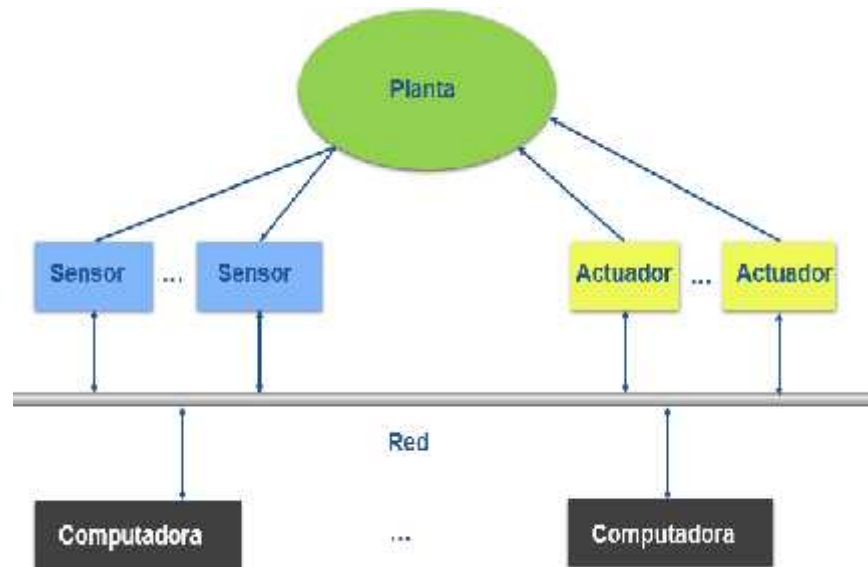 Planta
Sensor ... Sensor
Actuador ... Actuador
Red
Computadora ... Computadora